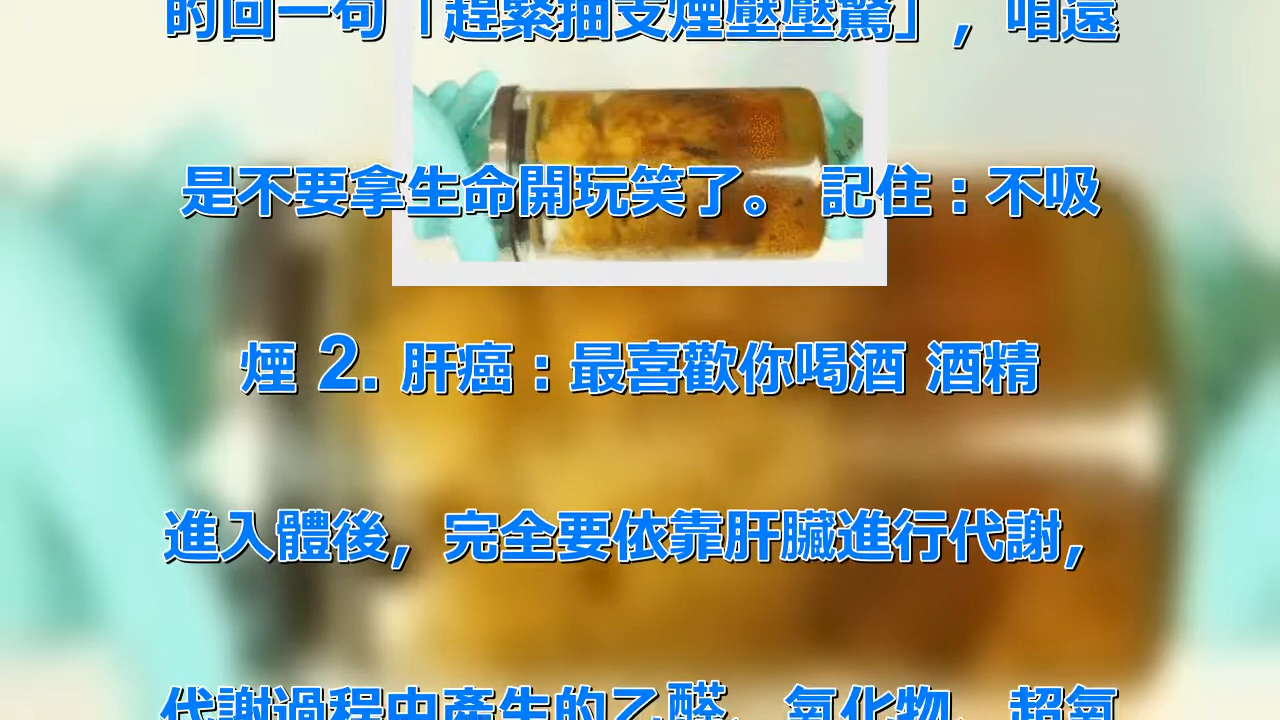 的回一句「趕緊抽支煙壓壓驚」，咱還
是不要拿生命開玩笑了。 記住：不吸
煙 2. 肝癌：最喜歡你喝酒 酒精
進入體後，完全要依靠肝臟進行代謝，
代謝過程中產生的乙醛、氧化物、超氧